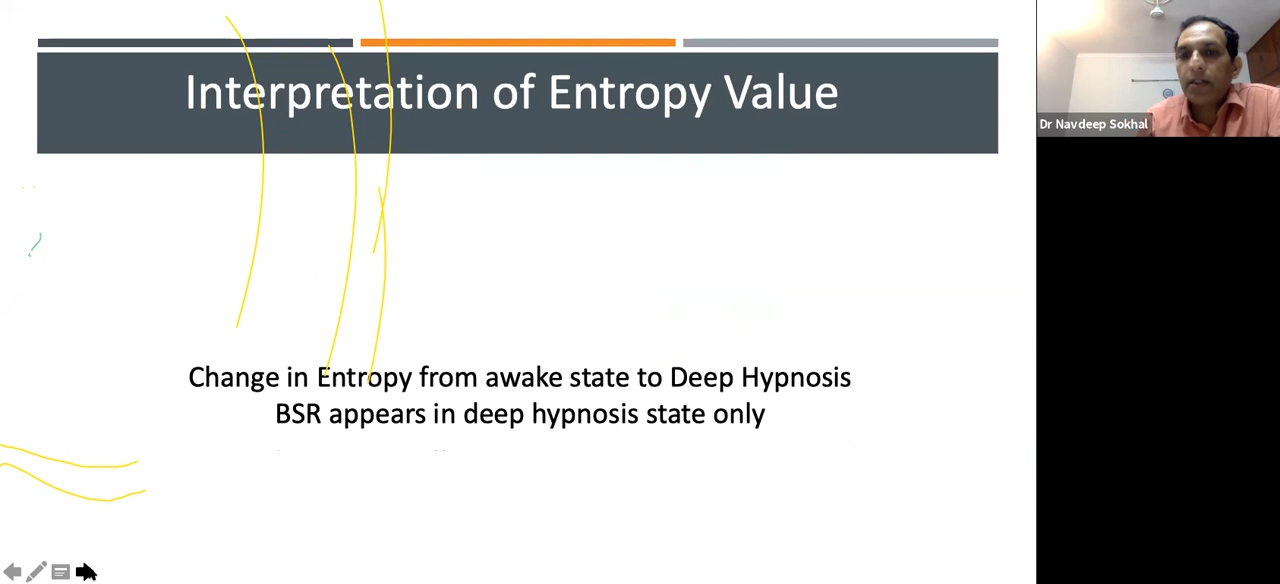 Interpretation of Entropy Value
Dr Navdeep Sokhal
Change in Entropy from awake state to Deep Hypnosis
BSR appears in deep hypnosis state only